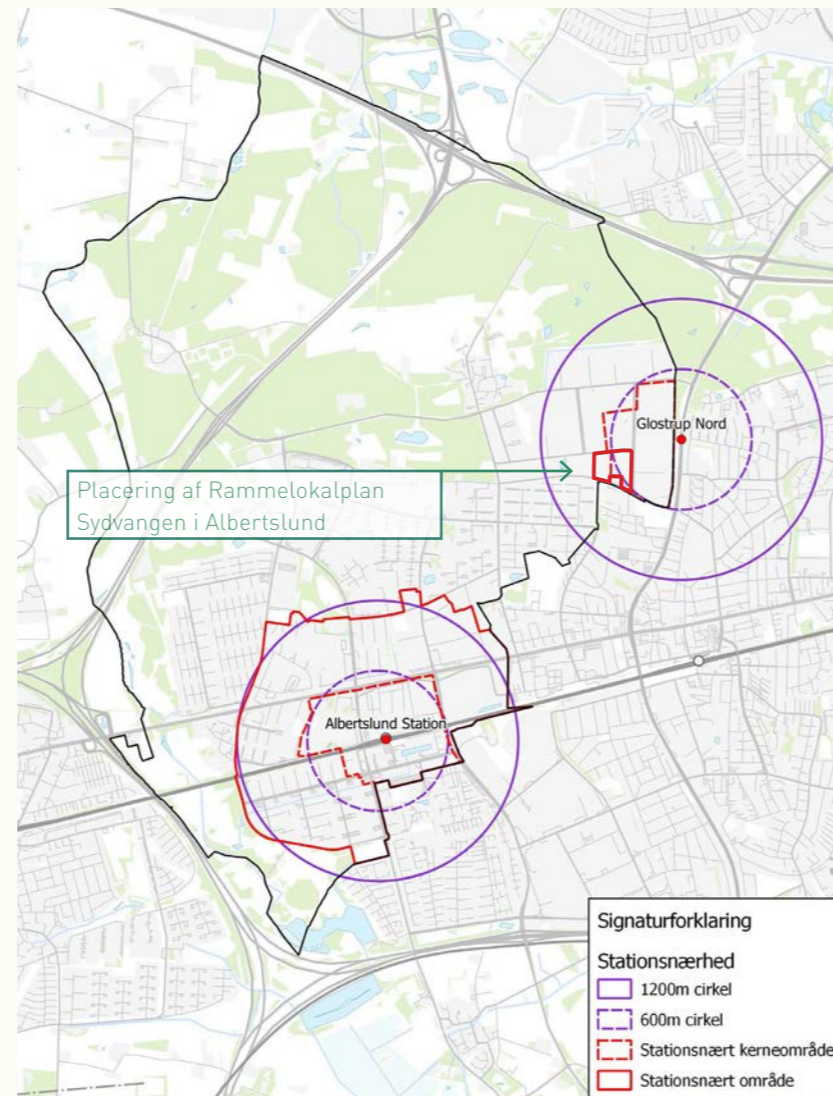 Glostrup Nord
Placering af Rammelokalplan
Sydvangen i Albertslund
Albertslund Station
Signaturforklaring
Stationsnærhed
1200m cirkel
600m cirkel
Stationsnært kerneområde
Stationsnært område